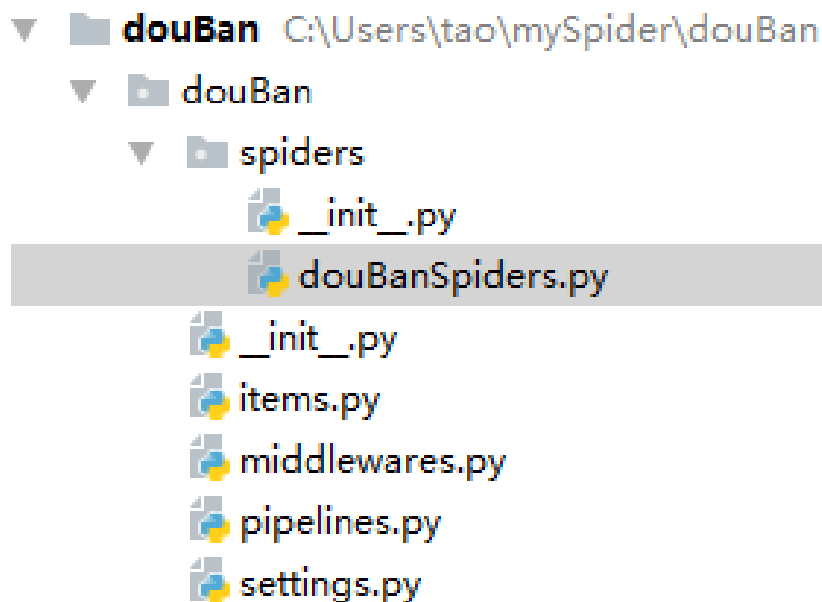 douBan C:\Users\tao\mySpider\douBan
douBan
spiders
__init__.py
douBanSpiders.py
__init__.py
items.py
middlewares.py
pipelines.py
settings.py